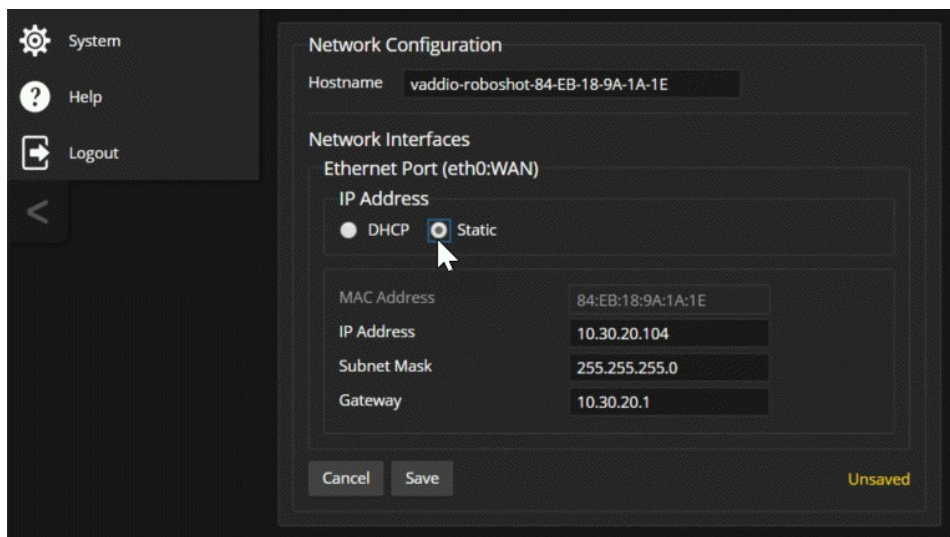 System
Help
Logout
<
Network Configuration
Hostname vaddio-roboshot-84-EB-18-9A-1A-1E
Network Interfaces
Ethernet Port (eth0:WAN)
IP Address
DHCP Static
MAC Address 84:EB:18:9A:1A:1E
IP Address 10.30.20.104
Subnet Mask 255.255.255.0
Gateway 10.30.20.1
Cancel Save Unsaved